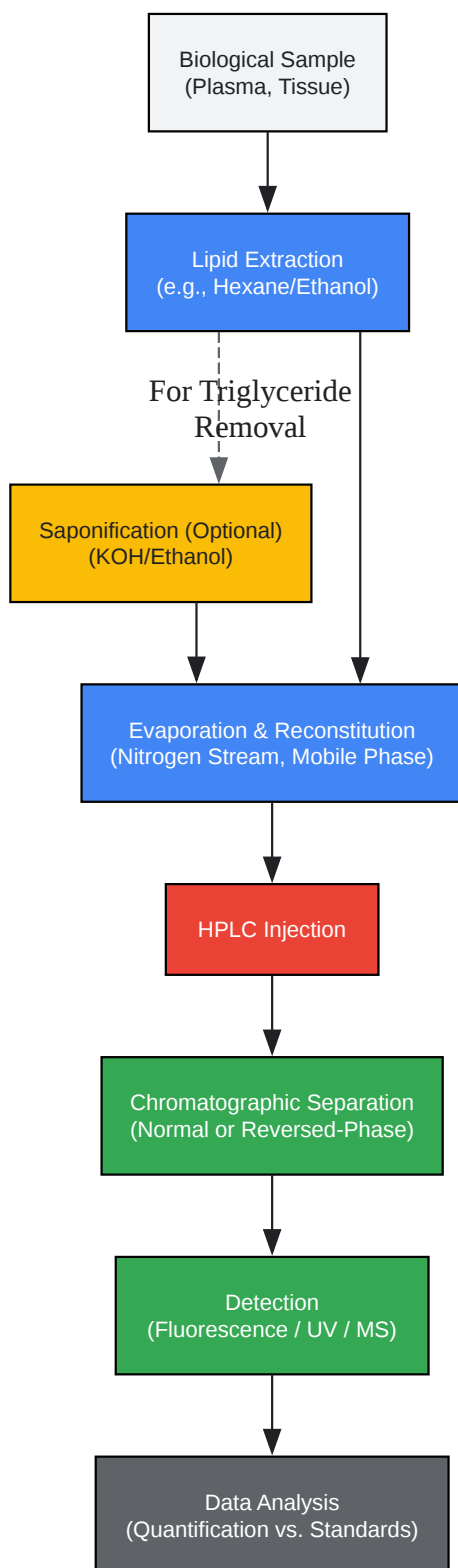 Biological Sample
(Plasma, Tissue)
Lipid Extraction
(e.g., Hexane/Ethanol)
For Triglyceride
Removal
Saponification (Optional)
(KOH/Ethanol)
Evaporation & Reconstitution
(Nitrogen Stream, Mobile Phase)
HPLC Injection
Chromatographic Separation
(Normal or Reversed-Phase)
Detection
(Fluorescence / UV / MS)
Data Analysis
(Quantification vs. Standards)